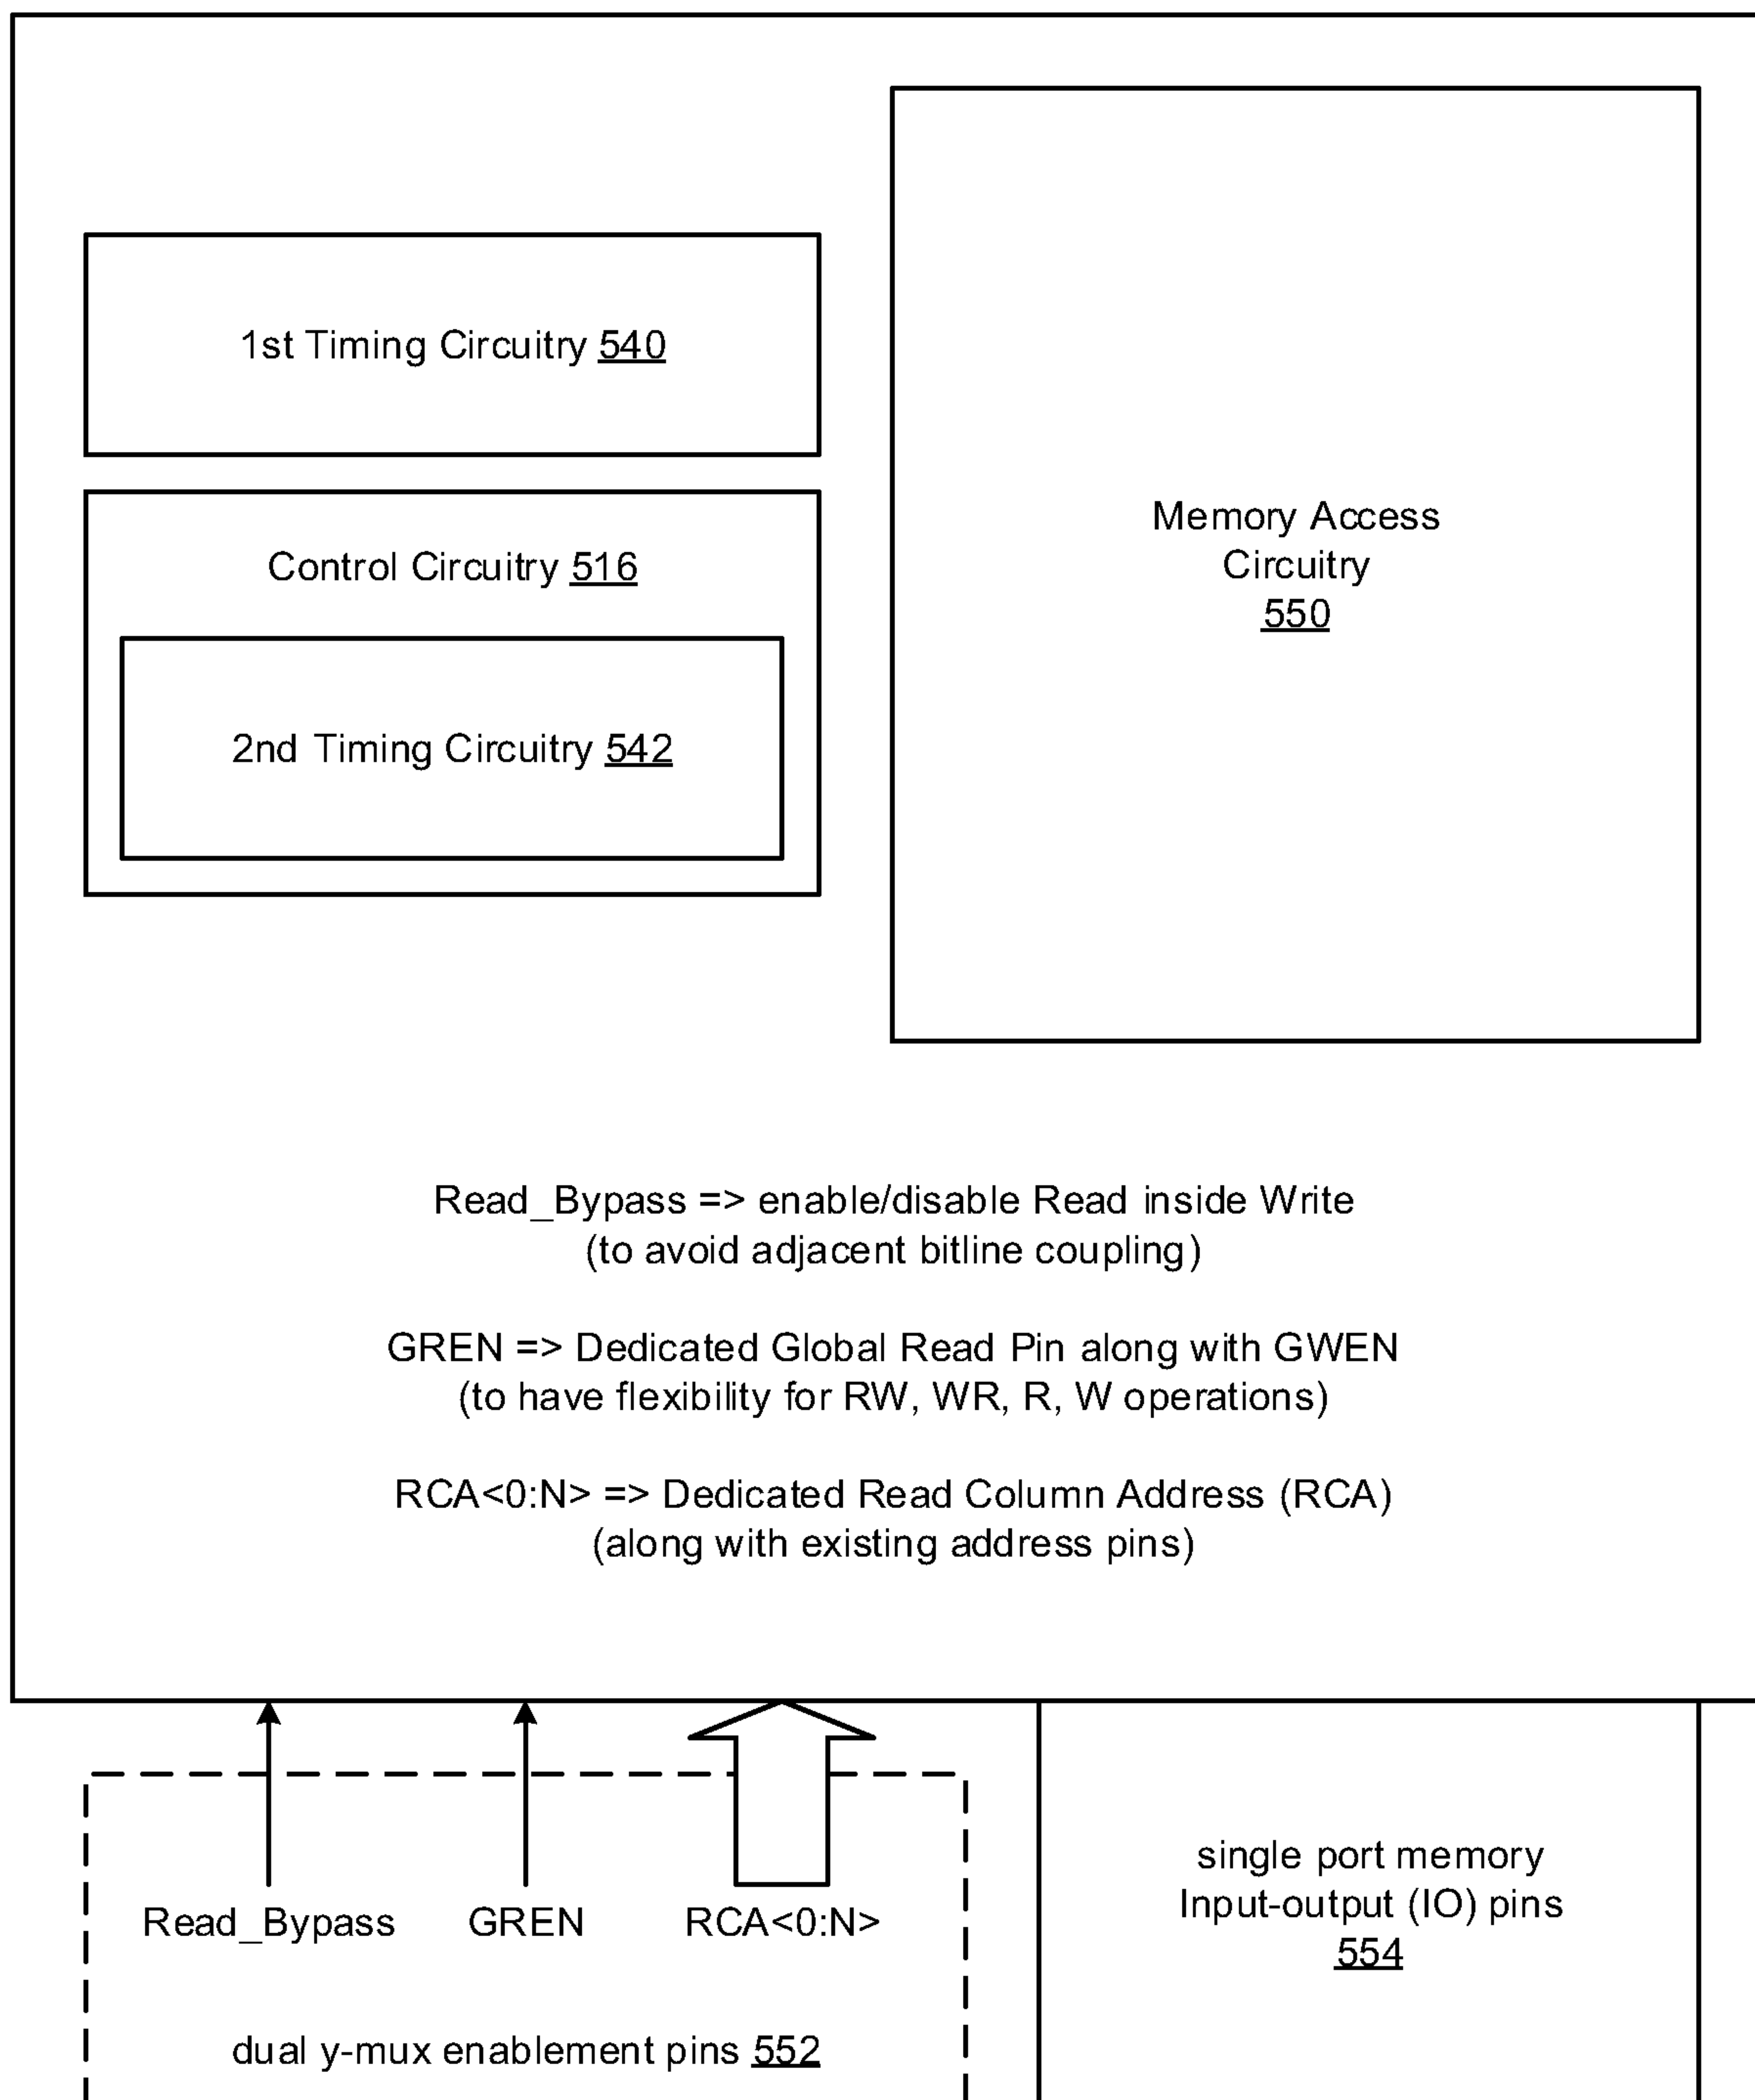 1st Timing Circuitry 540
Control Circuitry 516
2nd Timing Circuitry 542
Memory Access
Circuitry
550
Read_Bypass => enable/disable Read inside Write
(to avoid adjacent bitline coupling)
GREN => Dedicated Global Read Pin along with GWEN
(to have flexibility for RW, WR, R, W operations)
RCA<0:N> => Dedicated Read Column Address (RCA)
(along with existing address pins)
Read_Bypass
GREN
RCA<0:N>
dual y-mux enablement pins 552
single port memory
Input-output (IO) pins
554